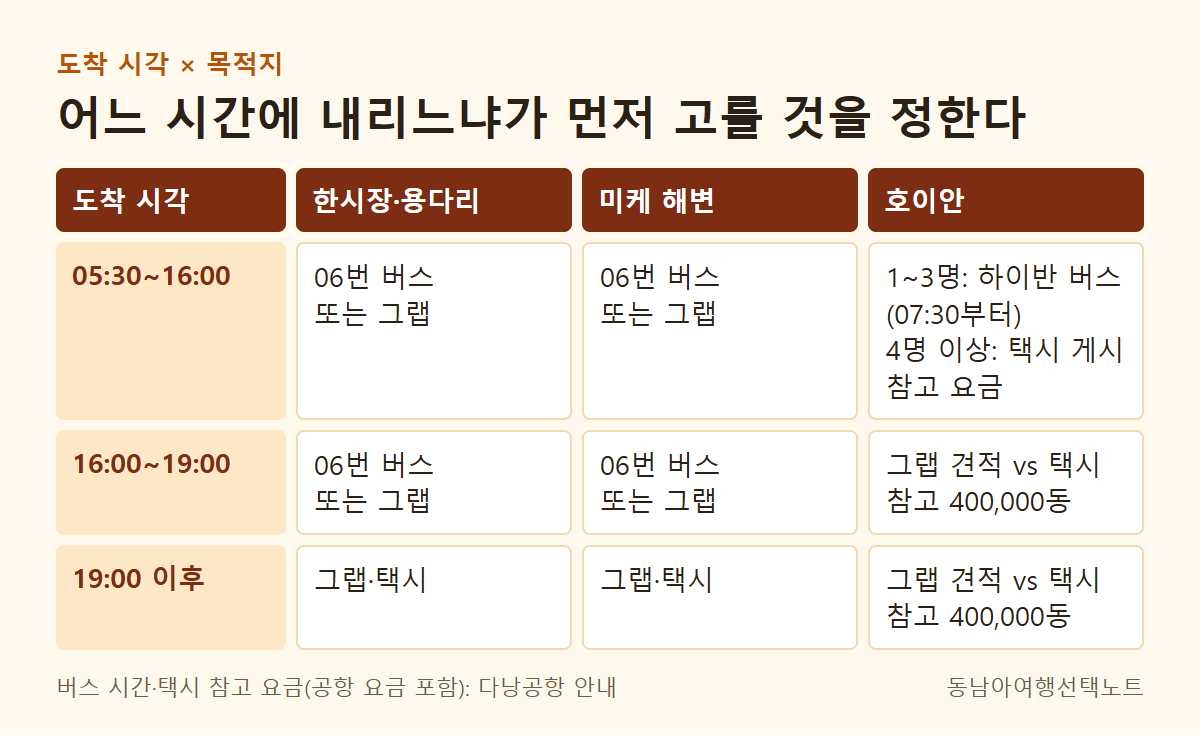 도착 시각 × 목적지
어느 시간에 내리느냐가 먼저 고를 것을 정한다
도착 시각
한시장·용다리
미케 해변
호이안
05:30~16:00
06번 버스
또는 그랩
06번 버스
또는 그랩
1~3명: 하이반 버스
(07:30부터)
4명 이상: 택시 게시
참고 요금
16:00~19:00
06번 버스
또는 그랩
06번 버스
또는 그랩
그랩 견적 vs 택시
참고 400,000동
19:00 이후
그랩·택시
그랩·택시
그랩 견적 vs 택시
참고 400,000동
버스 시간·택시 참고 요금(공항 요금 포함): 다낭공항 안내
동남아여행선택노트